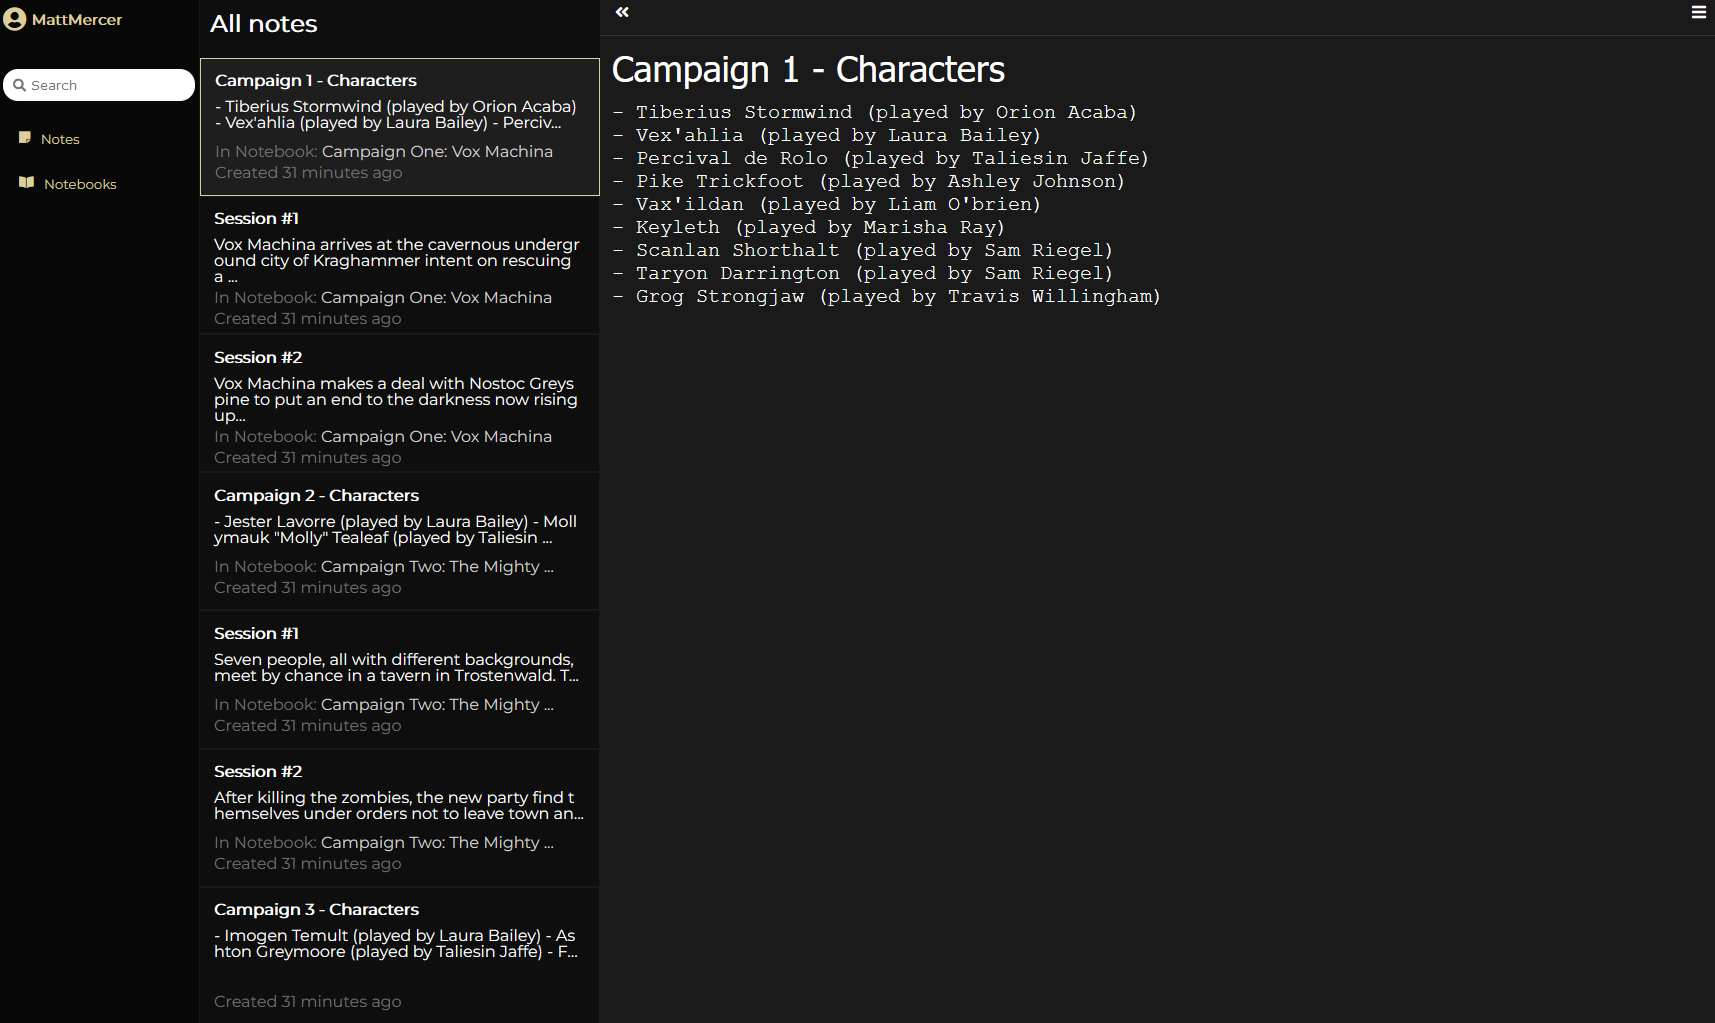 MattMercer
Search
Notes
Notebooks
All notes
Campaign 1 - Characters
- Tiberius Stormwind (played by Orion Acaba)
- Vex'ahlia (played by Laura Bailey) - Perciv...
In Notebook: Campaign One: Vox Machina
Created 31 minutes ago
Session #1
Vox Machina arrives at the cavernous undergr
ound city of Kraghammer intent on rescuing
a ...
In Notebook: Campaign One: Vox Machina
Created 31 minutes ago
Session #2
Vox Machina makes a deal with Nostoc Greys
pine to put an end to the darkness now rising
up...
In Notebook: Campaign One: Vox Machina
Created 31 minutes ago
Campaign 2 - Characters
- Jester Lavorre (played by Laura Bailey) - Moll
ymauk "Molly" Tealeaf (played by Taliesin ...
In Notebook: Campaign Two: The Mighty ...
Created 31 minutes ago
Session #1
Seven people, all with different backgrounds,
meet by chance in a tavern in Trostenwald. T...
In Notebook: Campaign Two: The Mighty ...
Created 31 minutes ago
Session #2
After killing the zombies, the new party find t
hemselves under orders not to leave town an...
In Notebook: Campaign Two: The Mighty ...
Created 31 minutes ago
Campaign 3 - Characters
- Imogen Temult (played by Laura Bailey) - As
hton Greymoore (played by Taliesin Jaffe) - F...
Created 31 minutes ago
Campaign 1 - Characters
- Tiberius Stormwind (played by Orion Acaba)
- Vex'ahlia (played by Laura Bailey)
- Percival de Rolo (played by Taliesin Jaffe)
- Pike Trickfoot (played by Ashley Johnson)
- Vax'ildan (played by Liam O'brien)
- Keyleth (played by Marisha Ray)
- Scanlan Shorthalt (played by Sam Riegel)
- Taryon Darrington (played by Sam Riegel)
- Grog Strongjaw (played by Travis Willingham)